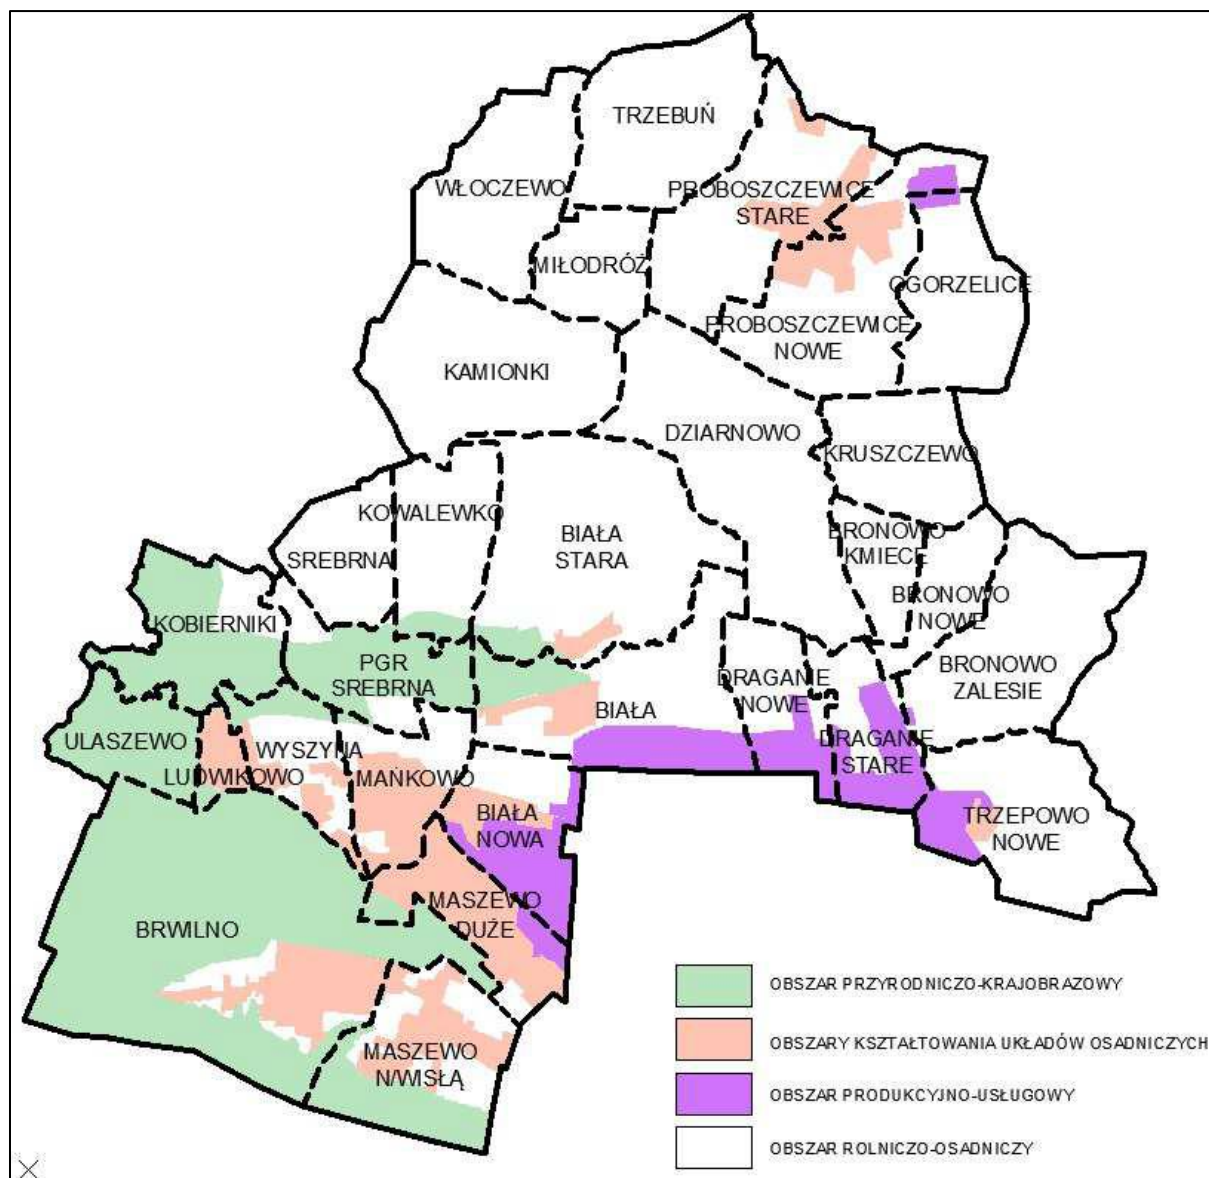 TRZEBUŃ
WŁOCZEWO
PROBOSZCZEWICE
STARE
MIŁODRÓŻ
OGORZELICE
PROBOSZCZEWICE
NOWE
KAMIONKI
DZIARNOWO
KRUSZCZEWO
KOWALEWKO
BIAŁA
STARA
SREBRNA
BRONOWO
KMIECE
BRONOWO
NOWE
KOBIERNIKI
PGR
SREBRNA
BRONOWO
ZALESIE
DRAGANIE
NOWE
BIAŁA
ULASZEWO
WYSZYNA
LUDWIKOWO
MAŃKOWO
DRAGANIE
STARE
BIAŁA
NOWA
TRZEPOWO
NOWE
MASZEWO
DUŻE
BRWILNO
MASZEWO
N/WISŁĄ
OBSZAR PRZYRODNICZO-KRAJOBRAZOWY
OBSZARY KSZTAŁTOWANIA UKŁADÓW OSADNICZYCH
OBSZAR PRODUKCYJNO-USŁUGOWY
OBSZAR ROLNICZO-OSADNICZY